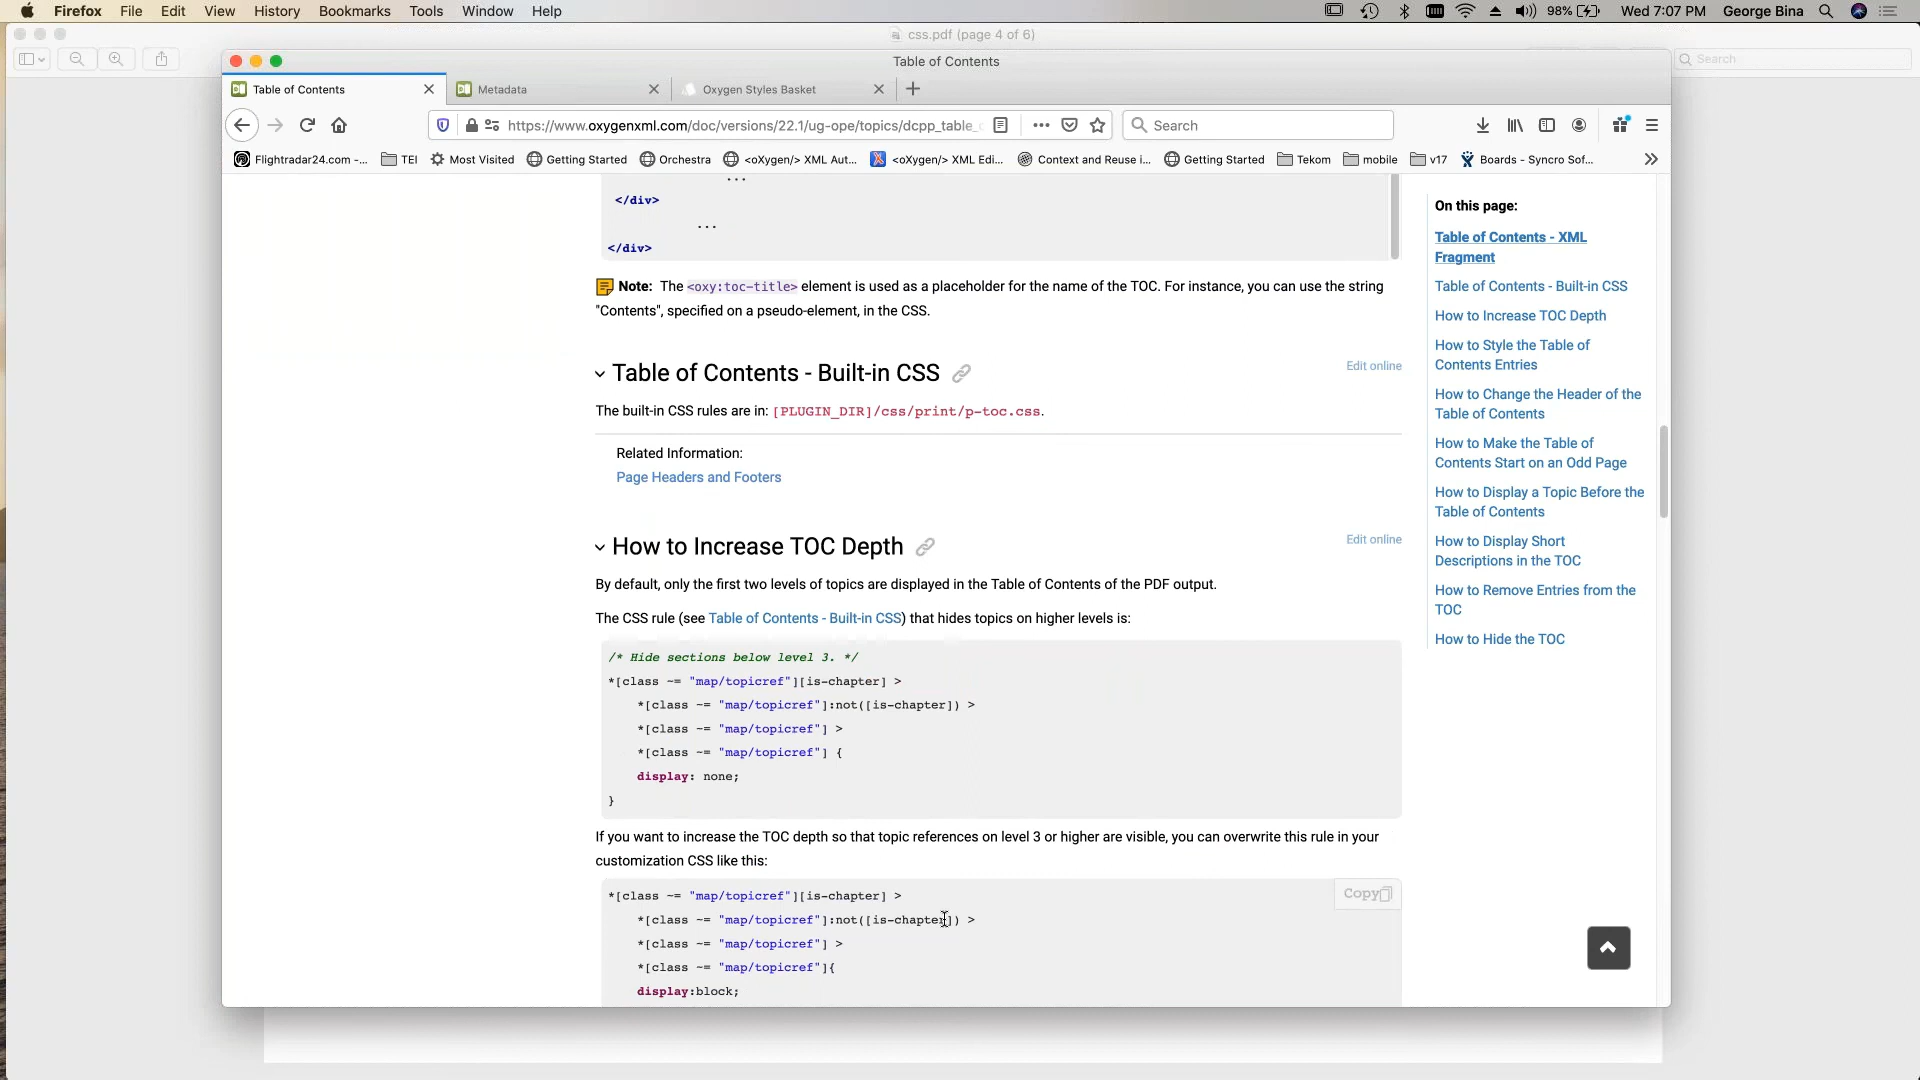 Firefox File Edit View History Bookmarks Tools Window Help 98% Wed 7:07 PM George Bina
css.pdf (page 4 of 6)
Search
Table of Contents
Table of Contents Metadata Oxygen Styles Basket
https://www.oxygenxml.com/doc/versions/22.1/ug-ope/topics/dcpp_table_ Search
Flightradar24.com -... TEI Most Visited Getting Started Orchestra <oXygen/> XML Aut... <oXygen/> XML Edi... Context and Reuse i... Getting Started Tekom mobile v17 Boards - Syncro Sof...
...
</div>
...
</div>
Note: The <oxy:toc-title> element is used as a placeholder for the name of the TOC. For instance, you can use the string
"Contents", specified on a pseudo-element, in the CSS.
Table of Contents - Built-in CSS
Edit online
The built-in CSS rules are in: [PLUGIN_DIR]/css/print/p-toc.css.
Related Information:
Page Headers and Footers
How to Increase TOC Depth
Edit online
By default, only the first two levels of topics are displayed in the Table of Contents of the PDF output.
The CSS rule (see Table of Contents - Built-in CSS) that hides topics on higher levels is:
/* Hide sections below level 3. */
*[class ~= "map/topicref"][is-chapter] >
*[class ~= "map/topicref"]:not([is-chapter]) >
*[class ~= "map/topicref"] >
*[class ~= "map/topicref"] {
display: none;
}
If you want to increase the TOC depth so that topic references on level 3 or higher are visible, you can overwrite this rule in your
customization CSS like this:
Copy
*[class ~= "map/topicref"][is-chapter] >
*[class ~= "map/topicref"]:not([is-chapter]) >
*[class ~= "map/topicref"] >
*[class ~= "map/topicref"]{
display:block;
On this page:
Table of Contents - XML
Fragment
Table of Contents - Built-in CSS
How to Increase TOC Depth
How to Style the Table of
Contents Entries
How to Change the Header of the
Table of Contents
How to Make the Table of
Contents Start on an Odd Page
How to Display a Topic Before the
Table of Contents
How to Display Short
Descriptions in the TOC
How to Remove Entries from the
TOC
How to Hide the TOC